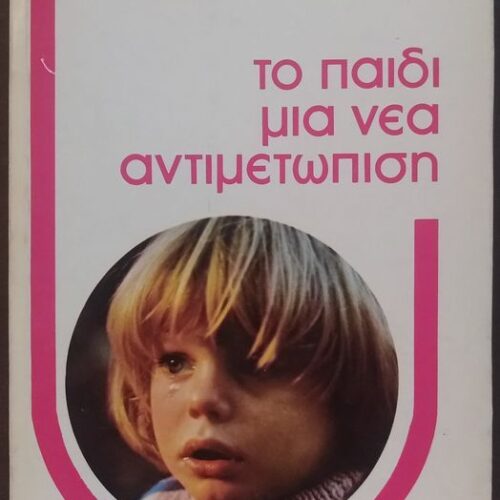 το παιδι
μια νεα
αντιμετωπιση